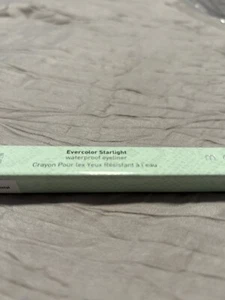 Evercolor Starlight
waterproof eyeliner
Crayon Pour les Yeux Résistant à l'eau